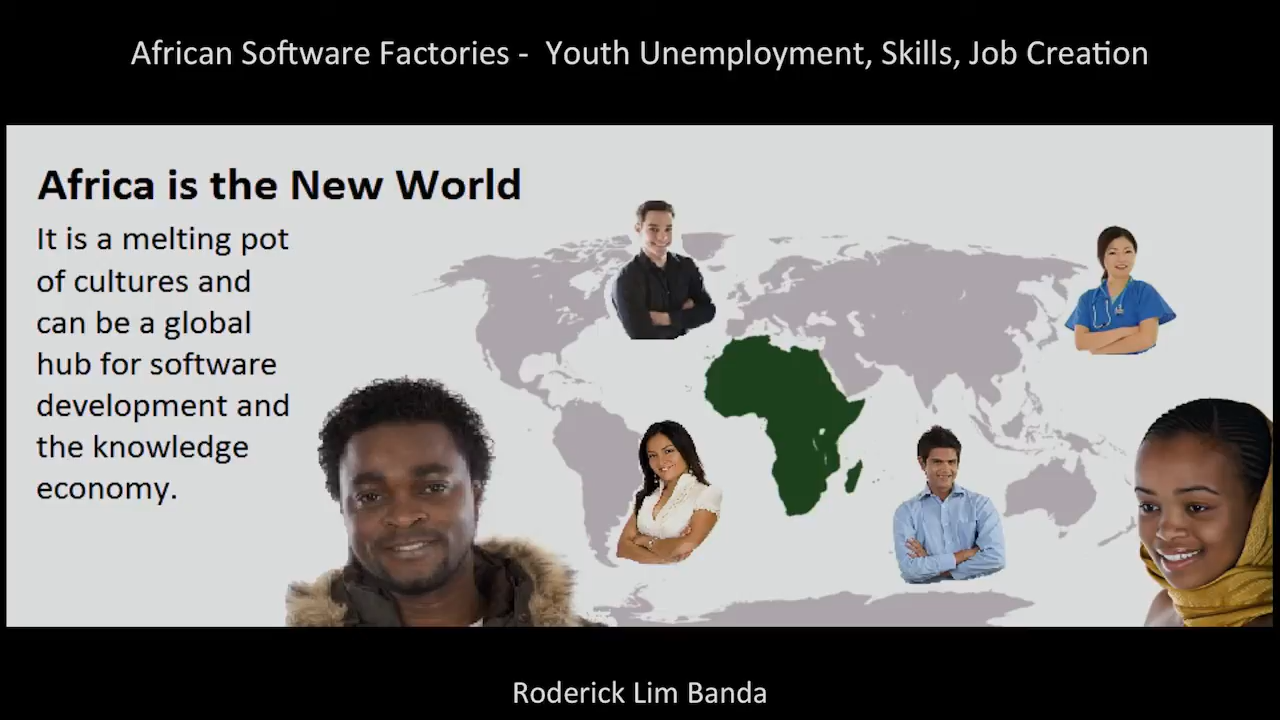 African Software Factories -  Youth Unemployment, Skills, Job Creation
Africa is the New World
It is a melting pot
of cultures and
can be a global
hub for software
development and
the knowledge
economy.
Roderick Lim Banda